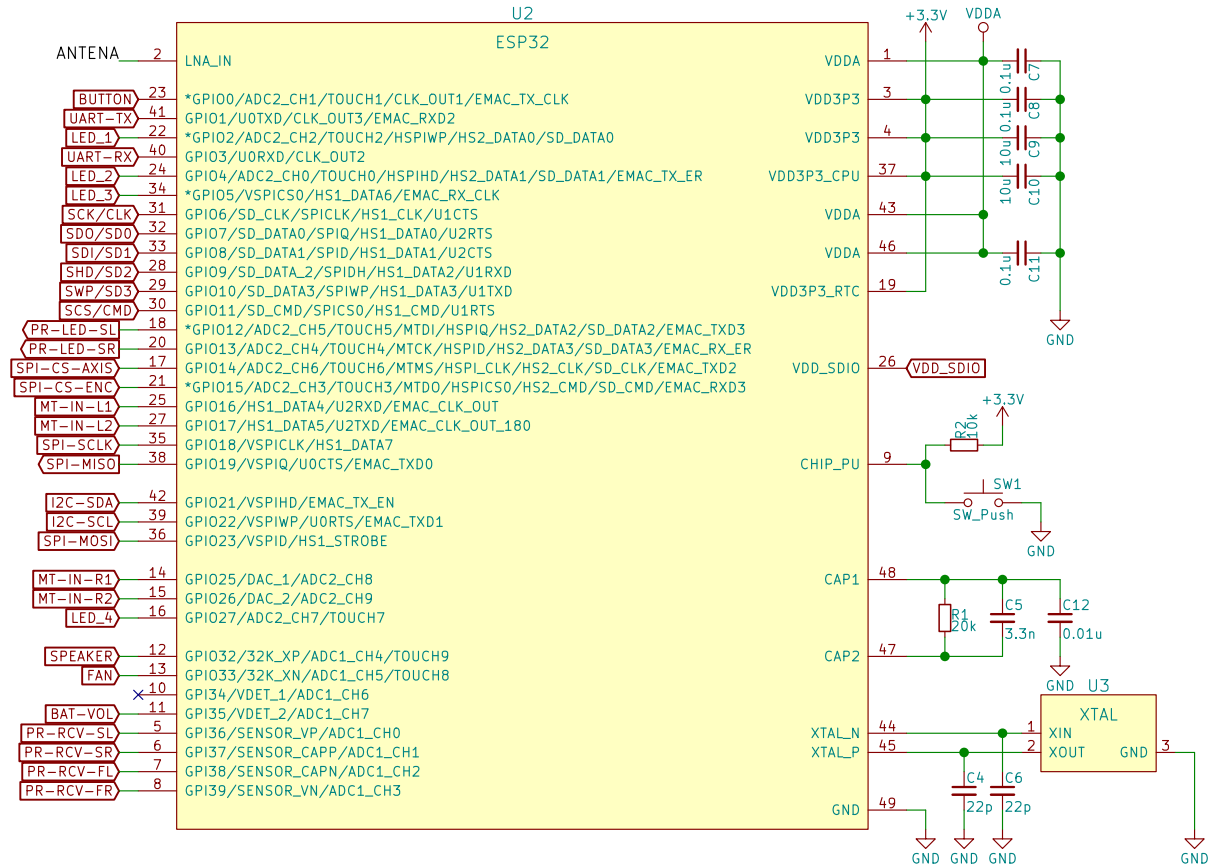 U2
ESP32
ANTENA 2 LNA_IN
BUTTON 23 *GPIO0/ADC2_CH1/TOUCH1/CLK_OUT1/EMAC_TX_CLK
UART-TX 41 GPIO1/U0TXD/CLK_OUT3/EMAC_RXD2
LED_1 22 *GPIO2/ADC2_CH2/TOUCH2/HSPIWP/HS2_DATA0/SD_DATA0
UART-RX 40 GPIO3/U0RXD/CLK_OUT2
LED_2 24 GPIO4/ADC2_CH0/TOUCH0/HSPIHD/HS2_DATA1/SD_DATA1/EMAC_TX_ER
LED_3 34 *GPIO5/VSPICS0/HS1_DATA6/EMAC_RX_CLK
SCK/CLK 31 GPIO6/SD_CLK/SPICLK/HS1_CLK/U1CTS
SDO/SD0 32 GPIO7/SD_DATA0/SPIQ/HS1_DATA0/U2RTS
SDI/SD1 33 GPIO8/SD_DATA1/SPID/HS1_DATA1/U2CTS
SHD/SD2 28 GPIO9/SD_DATA_2/SPIDH/HS1_DATA2/U1RXD
SWP/SD3 29 GPIO10/SD_DATA3/SPIWP/HS1_DATA3/U1TXD
SCS/CMD 30 GPIO11/SD_CMD/SPICS0/HS1_CMD/U1RTS
PR-LED-SL 18 *GPIO12/ADC2_CH5/TOUCH5/MTDI/HSPIQ/HS2_DATA2/SD_DATA2/EMAC_TXD3
PR-LED-SR 20 GPIO13/ADC2_CH4/TOUCH4/MTCK/HSPID/HS2_DATA3/SD_DATA3/EMAC_RX_ER
SPI-CS-AXIS 17 GPIO14/ADC2_CH6/TOUCH6/MTMS/HSPI_CLK/HS2_CLK/SD_CLK/EMAC_TXD2
SPI-CS-ENC 21 *GPIO15/ADC2_CH3/TOUCH3/MTDO/HSPICS0/HS2_CMD/SD_CMD/EMAC_RXD3
MT-IN-L1 25 GPIO16/HS1_DATA4/U2RXD/EMAC_CLK_OUT
MT-IN-L2 27 GPIO17/HS1_DATA5/U2TXD/EMAC_CLK_OUT_180
SPI-SCLK 35 GPIO18/VSPICLK/HS1_DATA7
SPI-MISO 38 GPIO19/VSPIQ/U0CTS/EMAC_TXD0
I2C-SDA 42 GPIO21/VSPIHD/EMAC_TX_EN
I2C-SCL 39 GPIO22/VSPIWP/U0RTS/EMAC_TXD1
SPI-MOSI 36 GPIO23/VSPID/HS1_STROBE
MT-IN-R1 14 GPIO25/DAC_1/ADC2_CH8
MT-IN-R2 15 GPIO26/DAC_2/ADC2_CH9
LED_4 16 GPIO27/ADC2_CH7/TOUCH7
SPEAKER 12 GPIO32/32K_XP/ADC1_CH4/TOUCH9
FAN 13 GPIO33/32K_XN/ADC1_CH5/TOUCH8
10 GPI34/VDET_1/ADC1_CH6
BAT-VOL 11 GPI35/VDET_2/ADC1_CH7
PR-RCV-SL 5 GPI36/SENSOR_VP/ADC1_CH0
PR-RCV-SR 6 GPI37/SENSOR_CAPP/ADC1_CH1
PR-RCV-FL 7 GPI38/SENSOR_CAPN/ADC1_CH2
PR-RCV-FR 8 GPI39/SENSOR_VN/ADC1_CH3
+3.3V VDDA
VDDA 1 0.1u C7
VDD3P3 3 0.1u C8
VDD3P3 4 10u C9
VDD3P3_CPU 37 10u C10
VDDA 43
VDDA 46 0.1u C11
VDD3P3_RTC 19
GND
VDD_SDIO 26 VDD_SDIO
+3.3V
R2 10k
CHIP_PU 9
SW1
SW_Push
GND
CAP1 48
R1 20k
C5 3.3n
C12 0.01u
CAP2 47
GND
U3
XTAL
XTAL_N 44 1 XIN
XTAL_P 45 2 XOUT GND 3
C4 22p
C6 22p
GND 49
GND GND GND GND